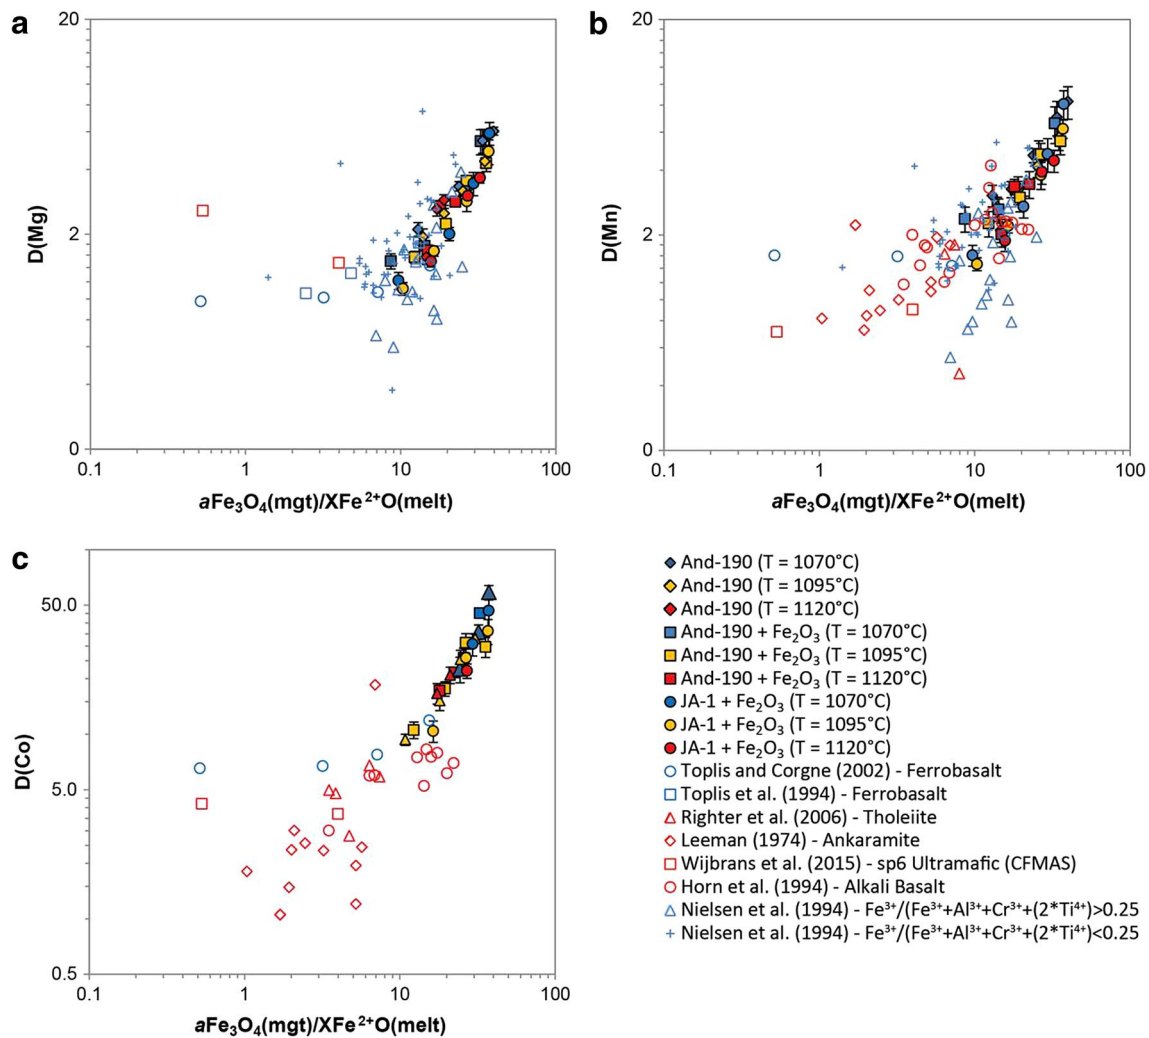 a
20
2
0
D(Mg)
0.1 1 10 100
aFe₃O₄(mgt)/XFe²⁺O(melt)
b
20
2
0
D(Mn)
0.1 1 10 100
aFe₃O₄(mgt)/XFe²⁺O(melt)
c
50.0
5.0
0.5
D(Co)
0.1 1 10 100
aFe₃O₄(mgt)/XFe²⁺O(melt)
And-190 (T = 1070°C)
And-190 (T = 1095°C)
And-190 (T = 1120°C)
And-190 + Fe₂O₃ (T = 1070°C)
And-190 + Fe₂O₃ (T = 1095°C)
And-190 + Fe₂O₃ (T = 1120°C)
JA-1 + Fe₂O₃ (T = 1070°C)
JA-1 + Fe₂O₃ (T = 1095°C)
JA-1 + Fe₂O₃ (T = 1120°C)
Toplis and Corgne (2002) - Ferrobasalt
Toplis et al. (1994) - Ferrobasalt
Righter et al. (2006) - Tholeiite
Leeman (1974) - Ankaramite
Wijbrans et al. (2015) - sp6 Ultramafic (CFMAS)
Horn et al. (1994) - Alkali Basalt
Nielsen et al. (1994) - Fe³⁺/(Fe³⁺+Al³⁺+Cr³⁺+(2*Ti⁴⁺)>0.25
Nielsen et al. (1994) - Fe³⁺/(Fe³⁺+Al³⁺+Cr³⁺+(2*Ti⁴⁺)<0.25